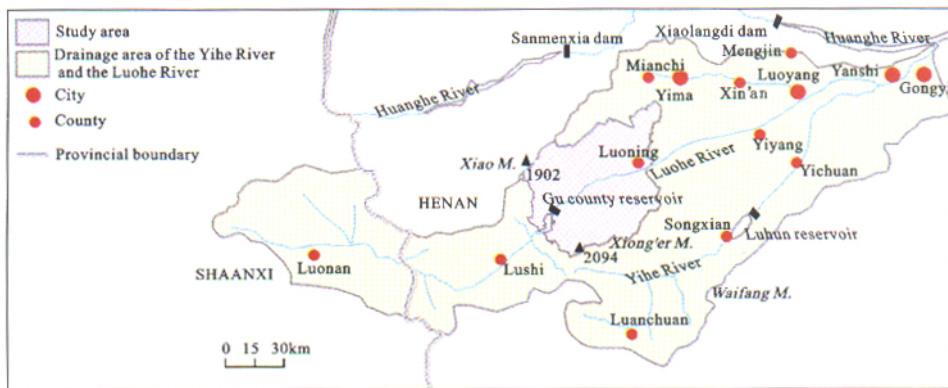 Study area
Drainage area of the Yihe River
and the Luohe River
City
County
Provincial boundary
Sanmenxia dam
Xiaolangdi dam
Huanghe River
Mengjin
Huanghe River
Mianchi
Yima
Xin'an
Luoyang
Yanshi
Gongy
Xiao M.
1902
Luoning
Luohe River
Yiyang
Yichuan
HENAN
Gu county reservoir
Songxian
Luhun reservoir
Xiong'er M.
2094
SHAANXI
Luonan
Lushi
Yihe River
Waifang M.
Luanchuan
0 15 30km